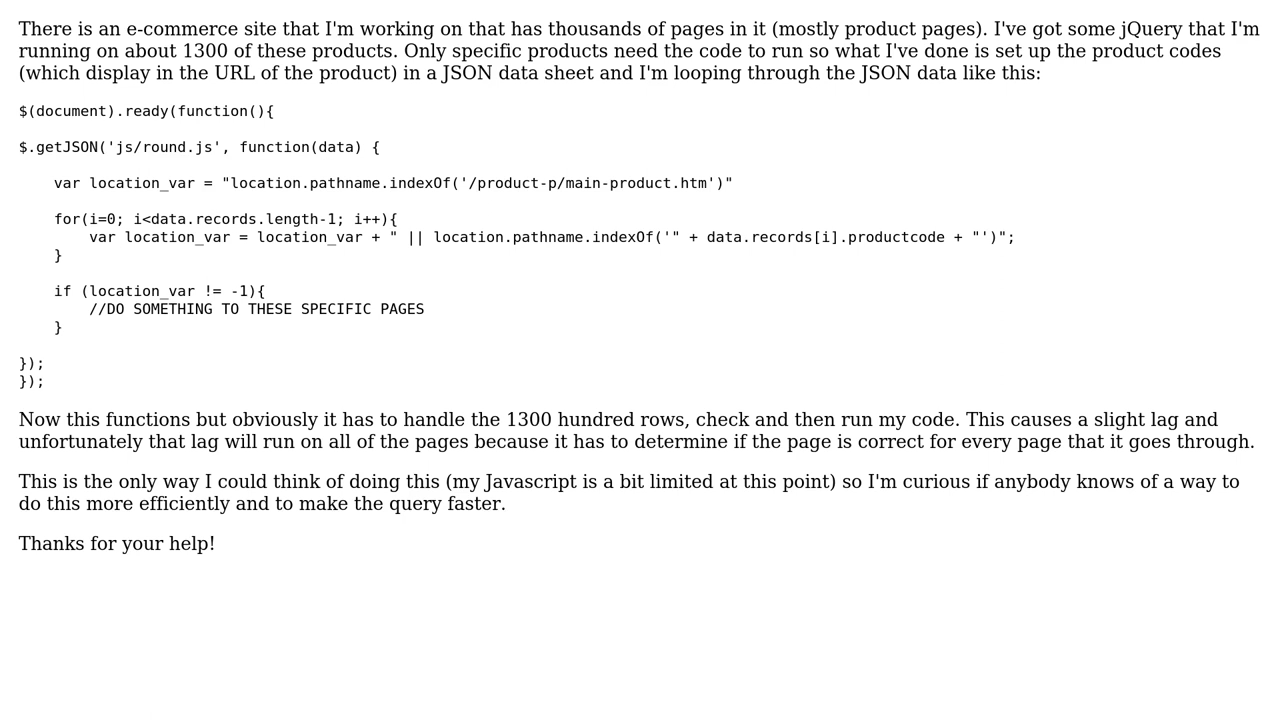 There is an e-commerce site that I'm working on that has thousands of pages in it (mostly product pages). I've got some jQuery that I'm
running on about 1300 of these products. Only specific products need the code to run so what I've done is set up the product codes
(which display in the URL of the product) in a JSON data sheet and I'm looping through the JSON data like this:
$(document).ready(function(){
$.getJSON('js/round.js', function(data) {
    var location_var = "location.pathname.indexOf('/product-p/main-product.htm')"
    for(i=0; i<data.records.length-1; i++){
        var location_var = location_var + " || location.pathname.indexOf('" + data.records[i].productcode + "')";
    }
    if (location_var != -1){
        //DO SOMETHING TO THESE SPECIFIC PAGES
    }
});
});
Now this functions but obviously it has to handle the 1300 hundred rows, check and then run my code. This causes a slight lag and
unfortunately that lag will run on all of the pages because it has to determine if the page is correct for every page that it goes through.
This is the only way I could think of doing this (my Javascript is a bit limited at this point) so I'm curious if anybody knows of a way to
do this more efficiently and to make the query faster.
Thanks for your help!